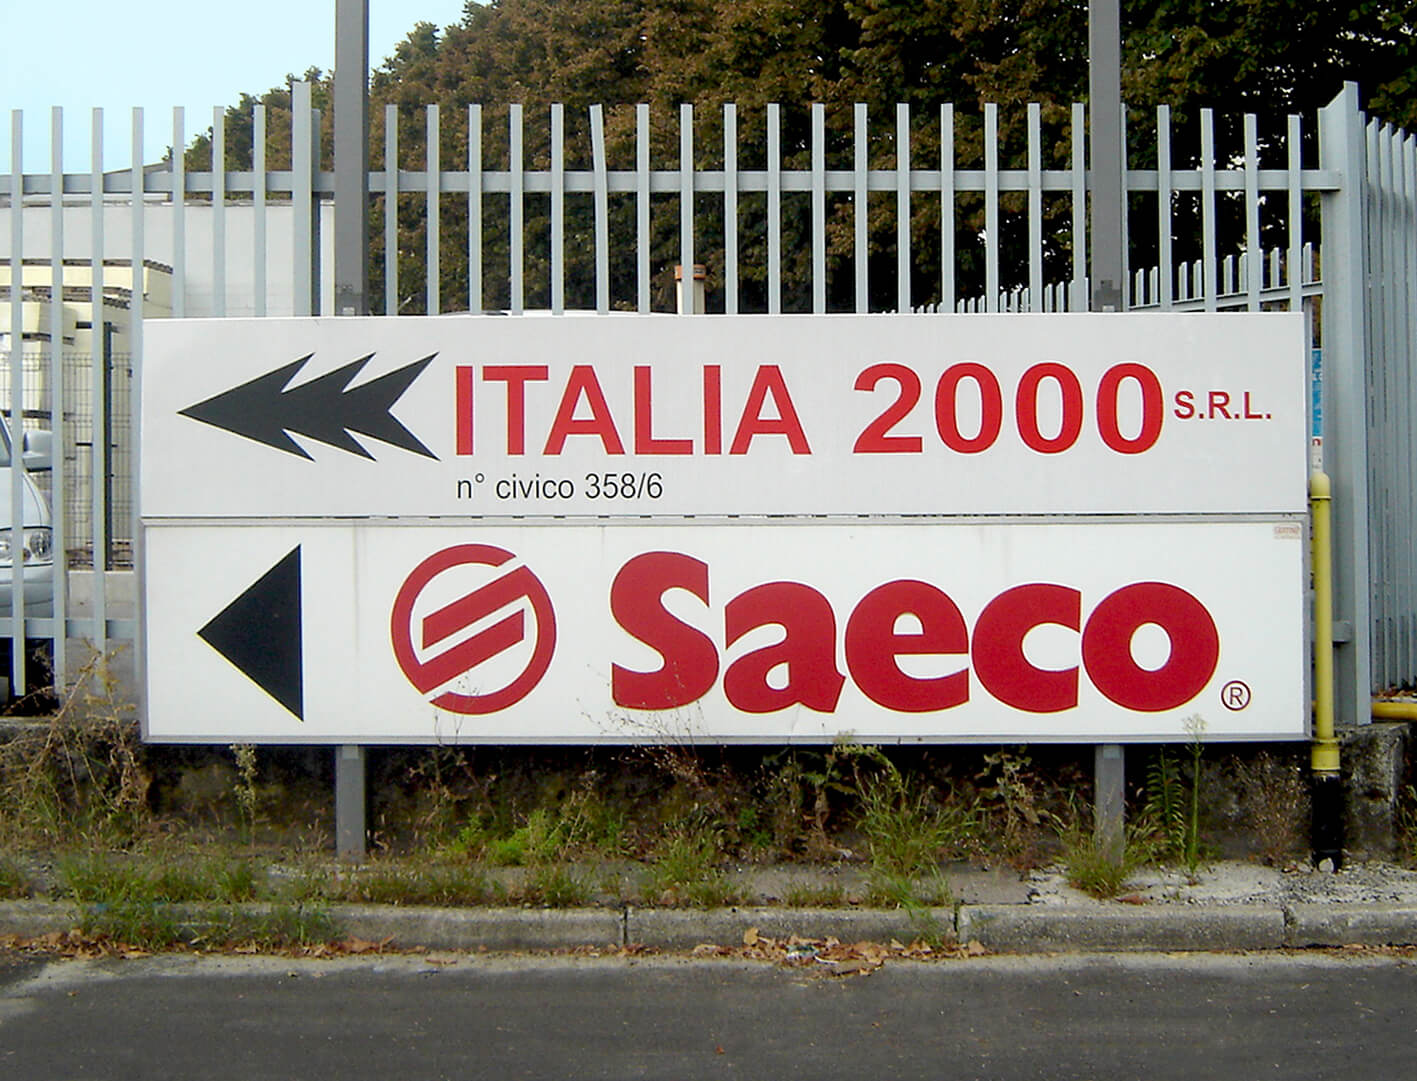 ITALIA 2000 S.R.L.
n° civico 358/6
Saeco®